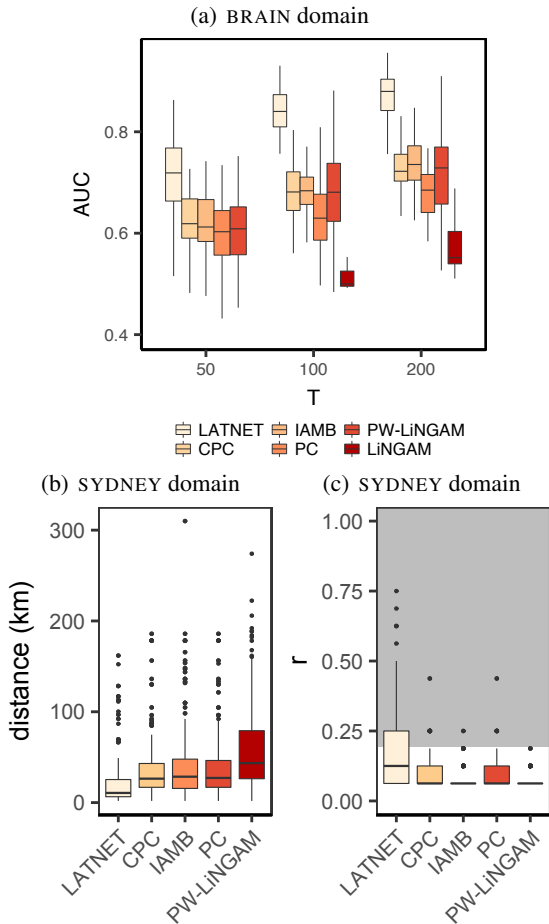 (a) BRAIN domain
AUC
0.8
0.6
0.4
50 100 200
T
LATNET IAMB PW-LiNGAM
CPC PC LiNGAM
(b) SYDNEY domain (c) SYDNEY domain
distance (km)
300
200
100
0
LATNET CPC IAMB PC PW-LiNGAM
r
1.00
0.75
0.50
0.25
0.00
LATNET CPC IAMB PC PW-LiNGAM